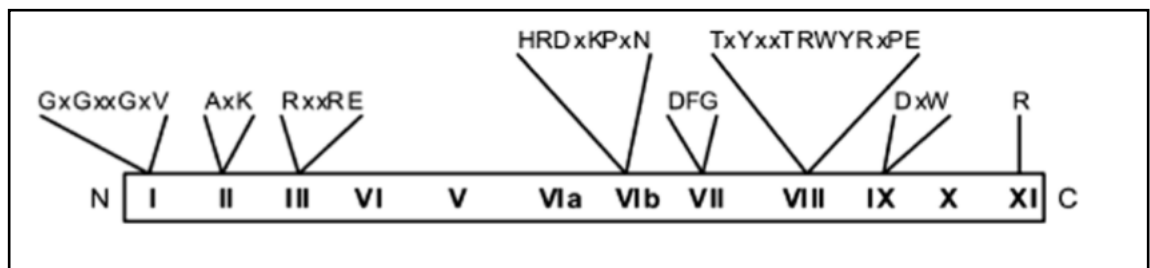 HRDxKPxN TxYxxTRWYRxPE
GxGxxGxV AxK RxxRE DFG DxW R
N I II III VI V VIa VIb VII VIII IX X XI C